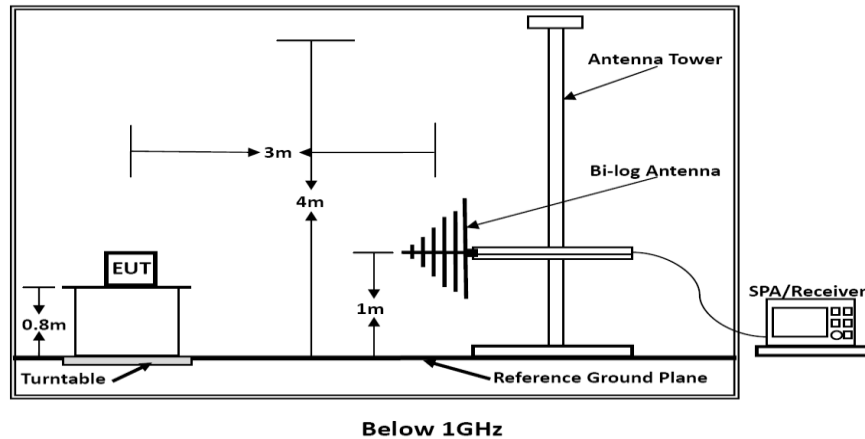 Antenna Tower
3m
Bi-log Antenna
4m
EUT
SPA/Receiver
0.8m
1m
Turntable
Reference Ground Plane
Below 1GHz